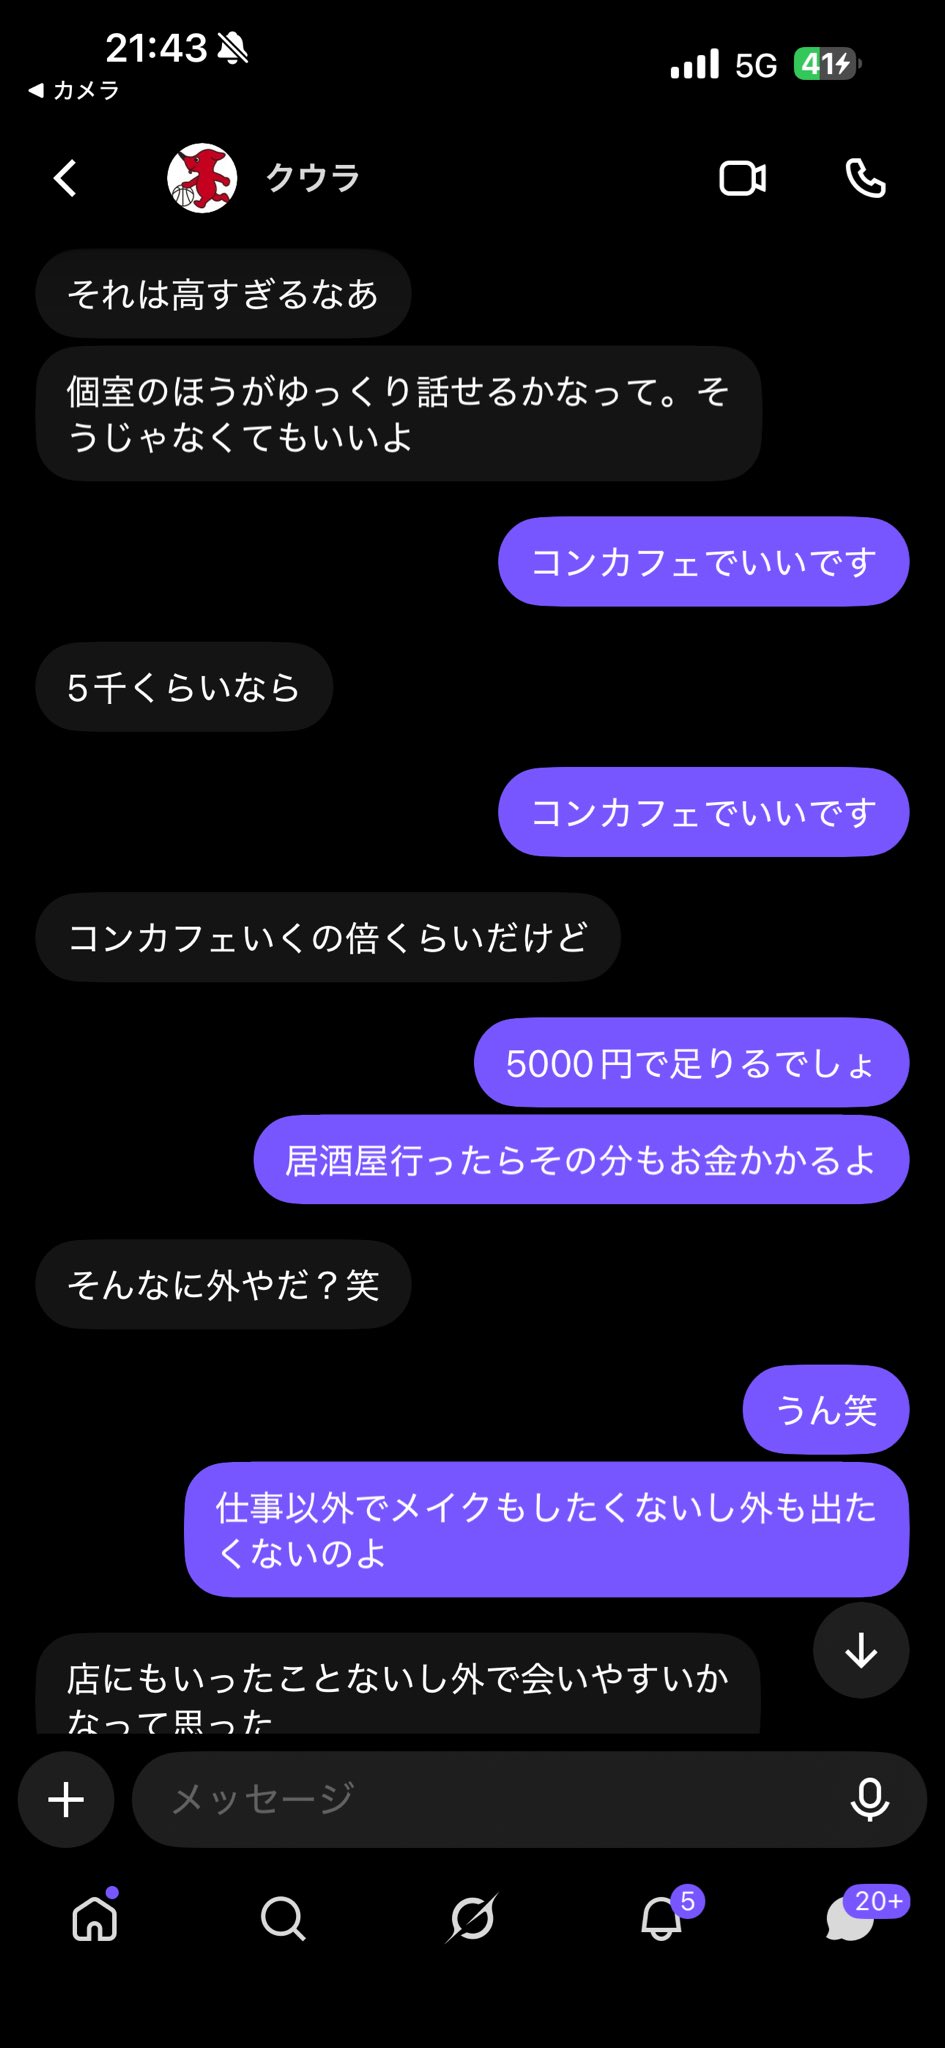 21:43
5G
41
◀ カメラ
クウラ
それは高すぎるなあ
個室のほうがゆっくり話せるかなって。そ
うじゃなくてもいいよ
コンカフェでいいです
5千くらいなら
コンカフェでいいです
コンカフェいくの倍くらいだけど
5000円で足りるでしょ
居酒屋行ったらその分もお金かかるよ
そんなに外やだ？笑
うん笑
仕事以外でメイクもしたくないし外も出た
くないのよ
店にもいったことないし外で会いやすいか
なって思った
メッセージ
5
20+